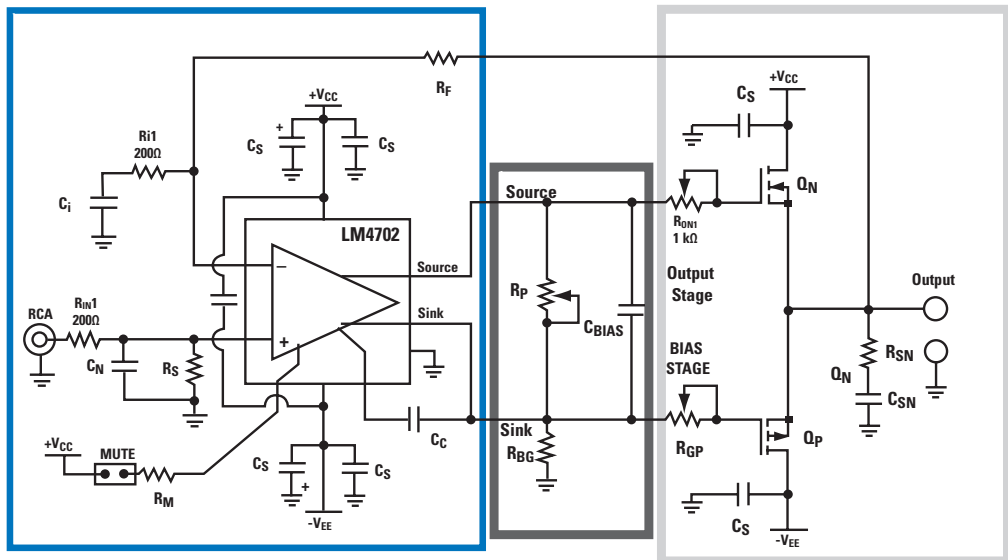 RF
+VCC
CS
CS
Ri1
200Ω
Ci
LM4702
−
Source
Sink
+
RCA
RIN1
200Ω
CN
RS
+VCC
MUTE
RM
CC
CS
+
CS
+
-VEE
Source
RP
CBIAS
Sink
RBG
+VCC
CS
QN
RON1
1 kΩ
Output
Stage
BIAS
STAGE
RGP
QP
CS
-VEE
Output
RSN
QN
CSN